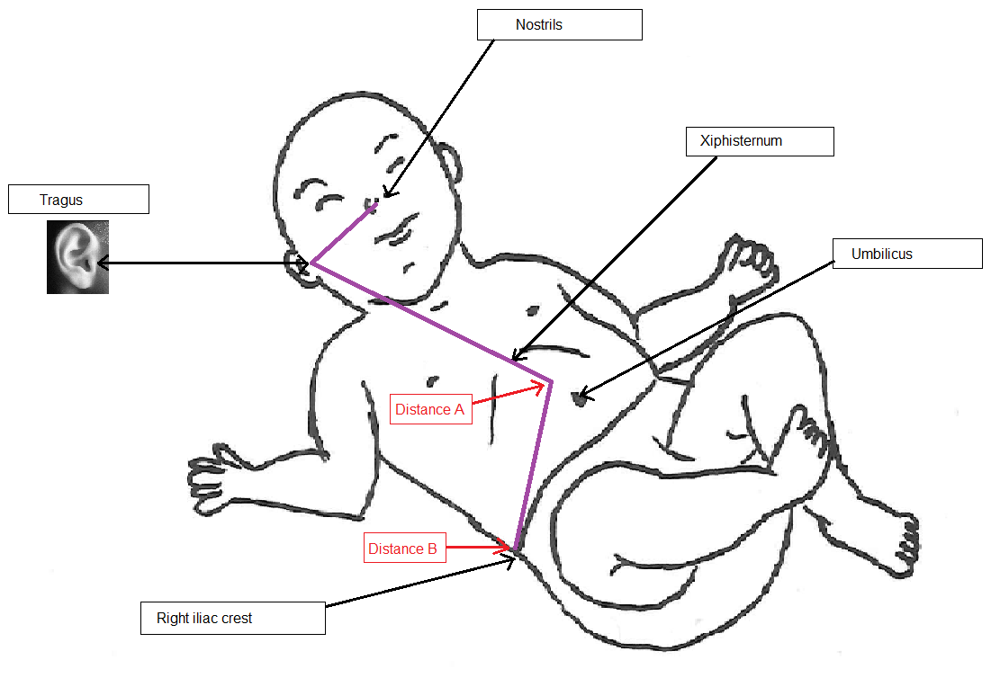 Nostrils
Xiphisternum
Tragus
Umbilicus
Distance A
Distance B
Right iliac crest